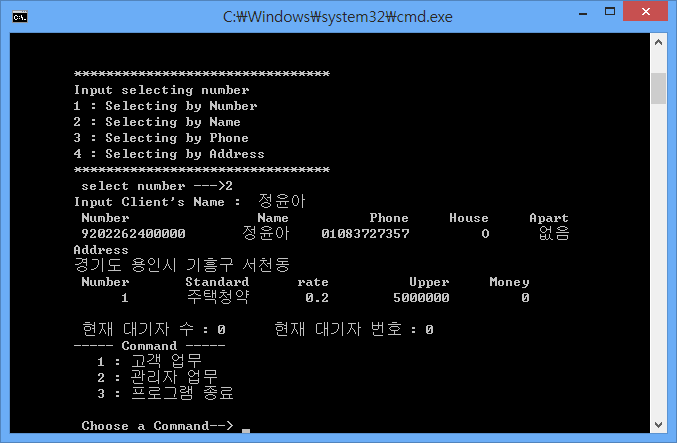 C:₩Windows₩system32₩cmd.exe
********************************
Input selecting number
1 : Selecting by Number
2 : Selecting by Name
3 : Selecting by Phone
4 : Selecting by Address
********************************
select number --->2
Input Client's Name : 정윤아
Number Name Phone House Apart
9202262400000 정윤아 01083727357 O 없음
Address
경기도 용인시 기흥구 서천동
Number Standard rate Upper Money
1 주택청약 0.2 5000000 0
현재 대기자 수 : 0 현재 대기자 번호 : 0
----- Command -----
1 : 고객 업무
2 : 관리자 업무
3 : 프로그램 종료
Choose a Command-->